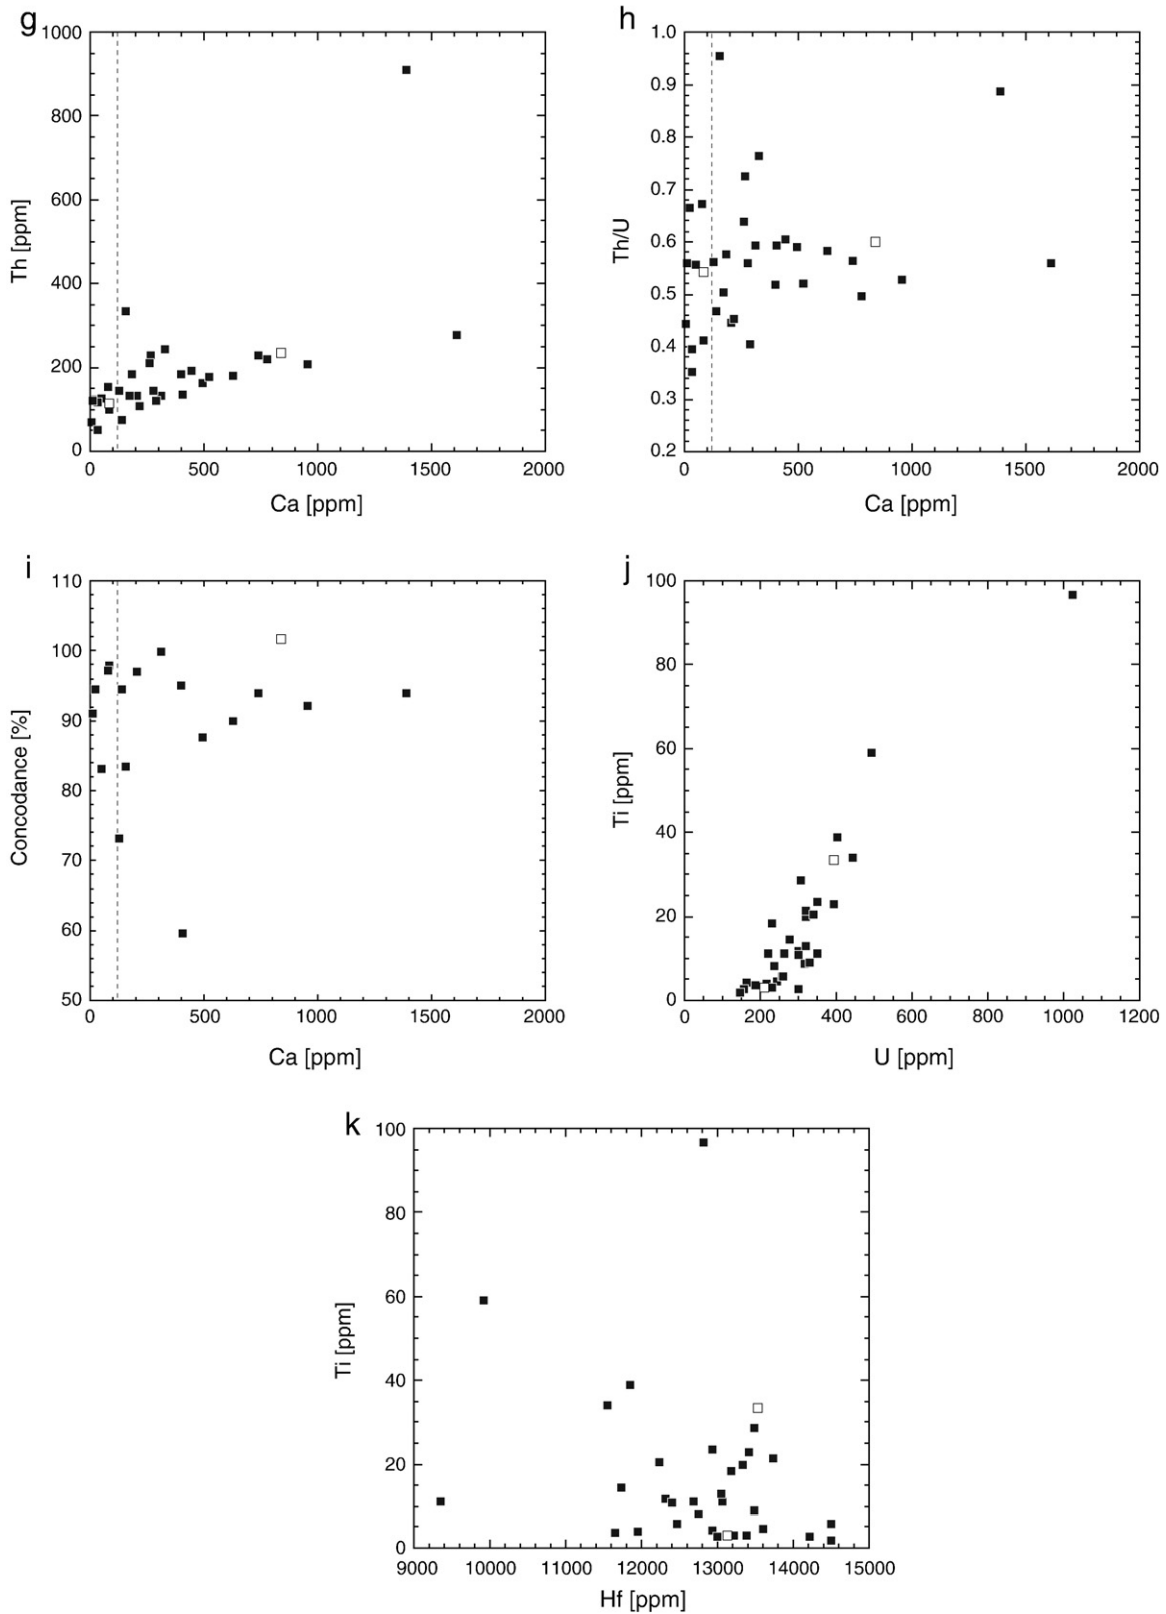 g
1000
800
600
400
200
0
Th [ppm]
0 500 1000 1500 2000
Ca [ppm]
h
1.0
0.9
0.8
0.7
0.6
0.5
0.4
0.3
0.2
Th/U
0 500 1000 1500 2000
Ca [ppm]
i
110
100
90
80
70
60
50
Concodance [%]
0 500 1000 1500 2000
Ca [ppm]
j
100
80
60
40
20
0
Ti [ppm]
0 200 400 600 800 1000 1200
U [ppm]
k
100
80
60
40
20
0
Ti [ppm]
9000 10000 11000 12000 13000 14000 15000
Hf [ppm]